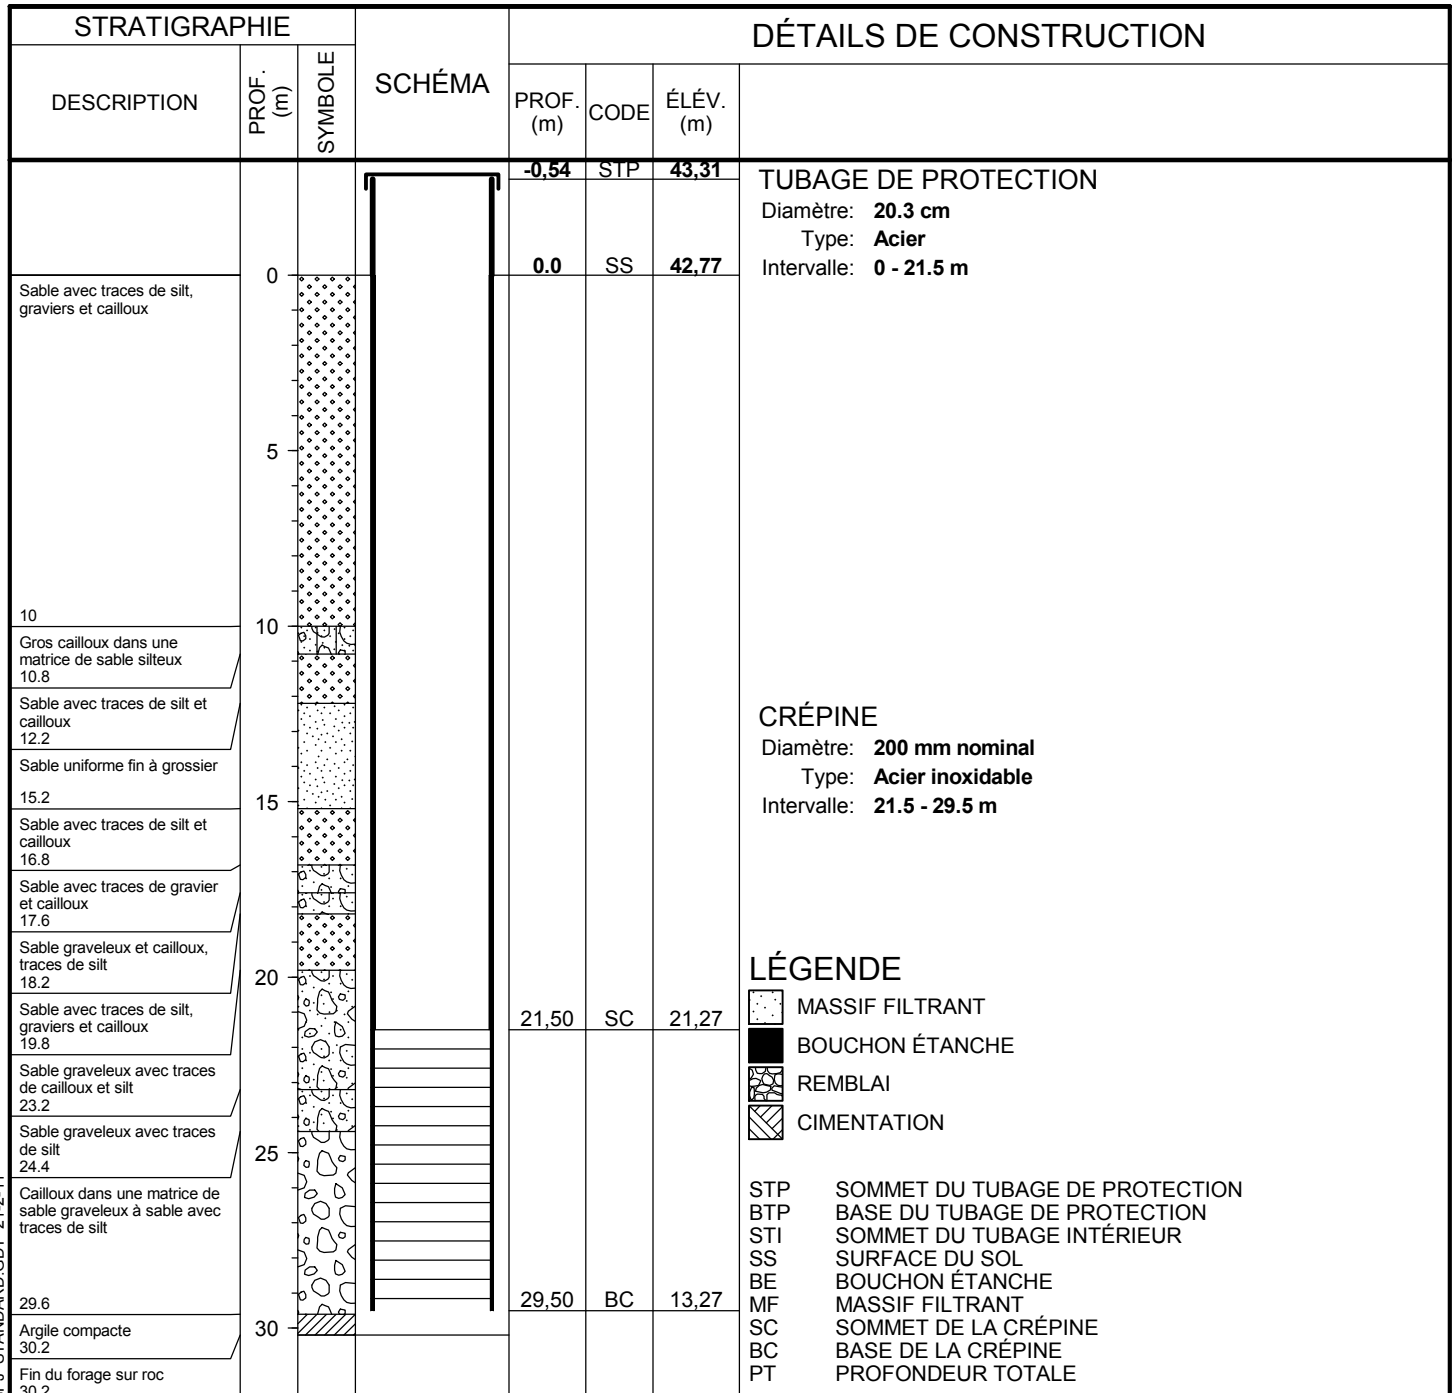 STRATIGRAPHIE
DESCRIPTION
PROF.
(m)
SYMBOLE
SCHÉMA
DÉTAILS DE CONSTRUCTION
PROF.
(m)
CODE
ÉLÉV.
(m)
-0,54 STP 43,31
0.0 SS 42,77
21,50 SC 21,27
29,50 BC 13,27
0
5
10
15
20
25
30
Sable avec traces de silt,
graviers et cailloux
10
Gros cailloux dans une
matrice de sable silteux
10.8
Sable avec traces de silt et
cailloux
12.2
Sable uniforme fin à grossier
15.2
Sable avec traces de silt et
cailloux
16.8
Sable avec traces de gravier
et cailloux
17.6
Sable graveleux et cailloux,
traces de silt
18.2
Sable avec traces de silt,
graviers et cailloux
19.8
Sable graveleux avec traces
de cailloux et silt
23.2
Sable graveleux avec traces
de silt
24.4
Cailloux dans une matrice de
sable graveleux à sable avec
traces de silt
29.6
Argile compacte
30.2
Fin du forage sur roc
30.2
TUBAGE DE PROTECTION
Diamètre: 20.3 cm
Type: Acier
Intervalle: 0 - 21.5 m
CRÉPINE
Diamètre: 200 mm nominal
Type: Acier inoxidable
Intervalle: 21.5 - 29.5 m
LÉGENDE
MASSIF FILTRANT
BOUCHON ÉTANCHE
REMBLAI
CIMENTATION
STP SOMMET DU TUBAGE DE PROTECTION
BTP BASE DU TUBAGE DE PROTECTION
STI SOMMET DU TUBAGE INTÉRIEUR
SS SURFACE DU SOL
BE BOUCHON ÉTANCHE
MF MASSIF FILTRANT
SC SOMMET DE LA CRÉPINE
BC BASE DE LA CRÉPINE
PT PROFONDEUR TOTALE